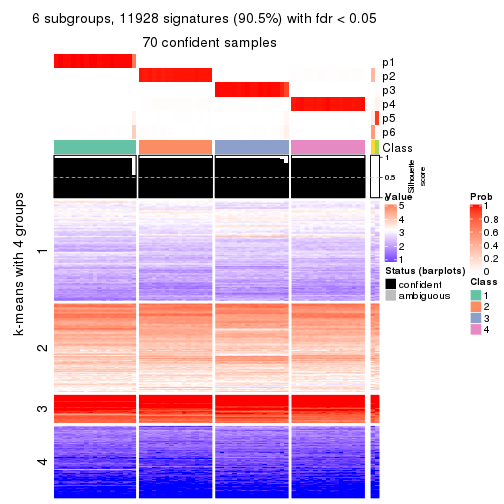 6 subgroups, 11928 signatures (90.5%) with fdr < 0.05
70 confident samples
p1
p2
p3
p4
p5
p6
Class
1
0.5
Silhouette
score
k-means with 4 groups
1
2
3
4
Value
5
4
3
2
1
Status (barplots)
confident
ambiguous
Prob
1
0.8
0.6
0.4
0.2
0
Class
1
2
3
4